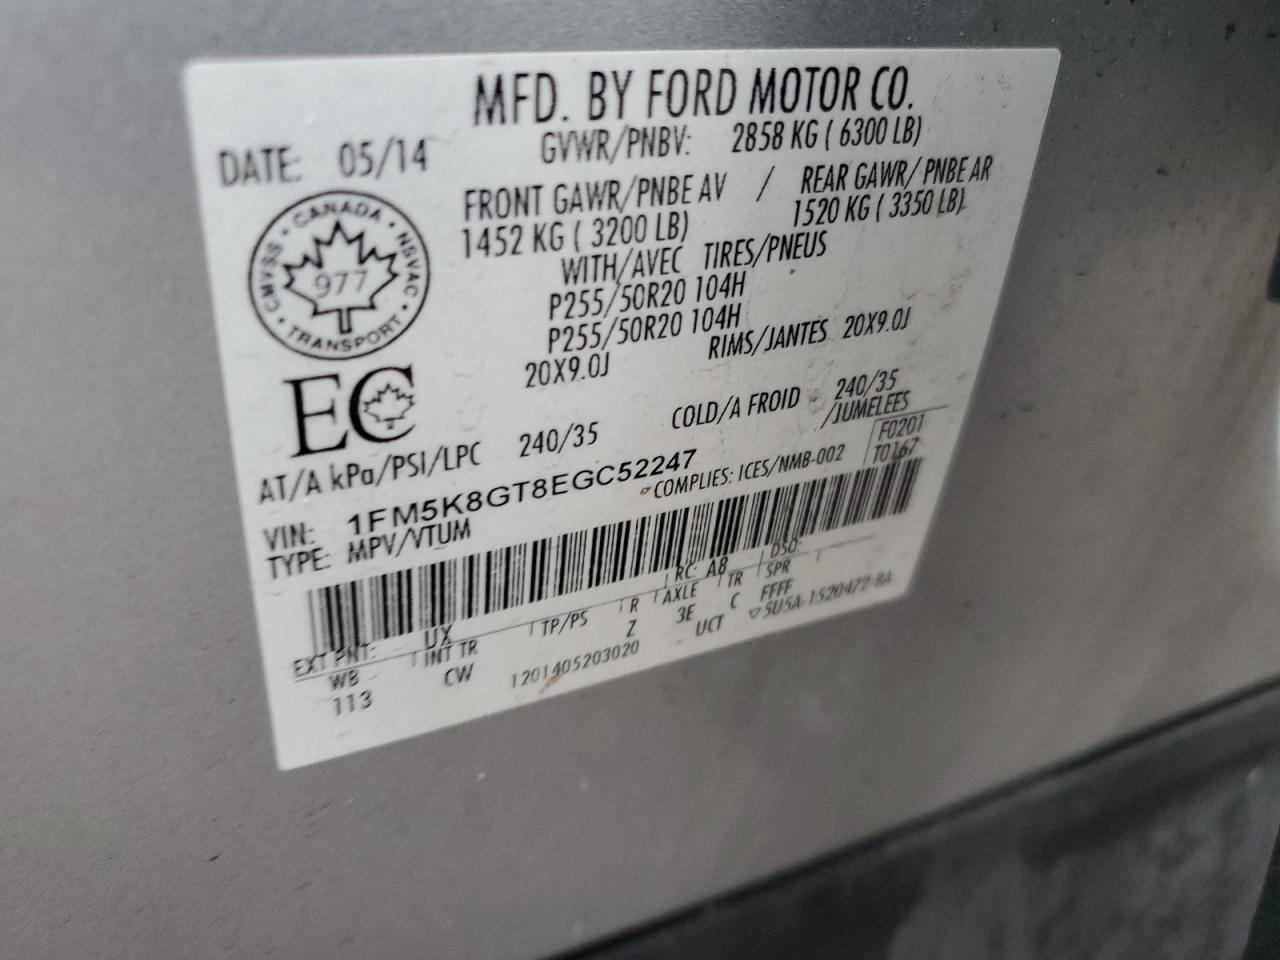 MFD. BY FORD MOTOR CO.
DATE: 05/14 GVWR/PNBV: 2858 KG ( 6300 LB)
FRONT GAWR/PNBE AV / REAR GAWR/ PNBE AR
1452 KG ( 3200 LB) 1520 KG ( 3350 LB)
WITH/AVEC TIRES/PNEUS
P255/50R20 104H
P255/50R20 104H
20X9.0J RIMS/JANTES 20X9.0J
CANADA • NSVAC • TRANSPORT • CMVSS •
977
EC
AT/A kPa/PSI/LPC 240/35 COLD/A FROID - 240/35
/JUMELEES
VIN: 1FM5K8GT8EGC52247
COMPLIES: ICES/NMB-002
F0201
T0167
TYPE: MPV/VTUM
EXT PNT: UX RC: A8 DSO:
WB INT TR TP/PS R AXLE TR SPR
113 CW Z 3E C FFFF
1201405203020 UCT ▽5U5A-1520472-BA